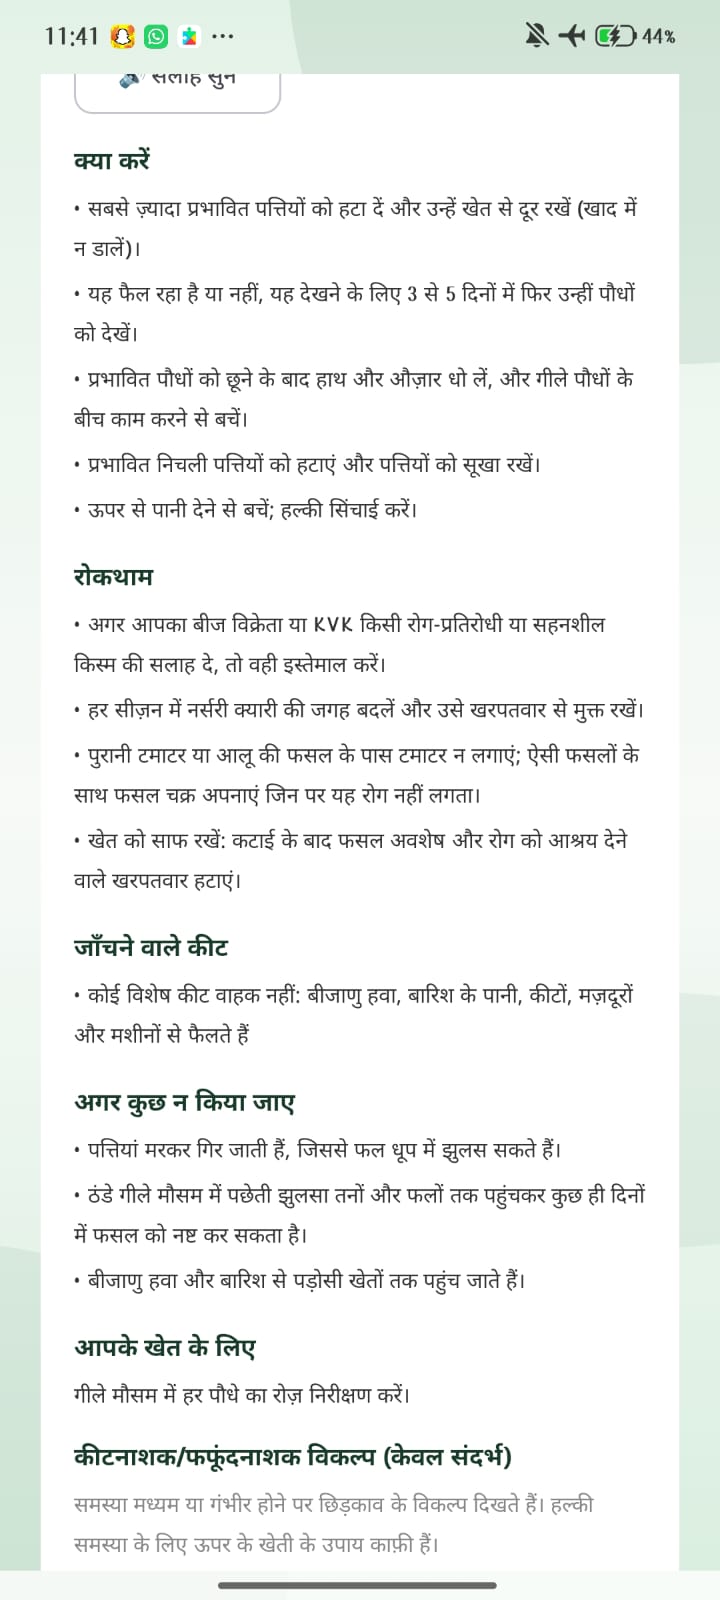 11:41
44%
सलाह सुनें
क्या करें
• सबसे ज़्यादा प्रभावित पत्तियों को हटा दें और उन्हें खेत से दूर रखें (खाद में
न डालें)।
• यह फैल रहा है या नहीं, यह देखने के लिए 3 से 5 दिनों में फिर उन्हीं पौधों
को देखें।
• प्रभावित पौधों को छूने के बाद हाथ और औज़ार धो लें, और गीले पौधों के
बीच काम करने से बचें।
• प्रभावित निचली पत्तियों को हटाएं और पत्तियों को सूखा रखें।
• ऊपर से पानी देने से बचें; हल्की सिंचाई करें।
रोकथाम
• अगर आपका बीज विक्रेता या KVK किसी रोग-प्रतिरोधी या सहनशील
किस्म की सलाह दे, तो वही इस्तेमाल करें।
• हर सीज़न में नर्सरी क्यारी की जगह बदलें और उसे खरपतवार से मुक्त रखें।
• पुरानी टमाटर या आलू की फसल के पास टमाटर न लगाएं; ऐसी फसलों के
साथ फसल चक्र अपनाएं जिन पर यह रोग नहीं लगता।
• खेत को साफ रखें: कटाई के बाद फसल अवशेष और रोग को आश्रय देने
वाले खरपतवार हटाएं।
जाँचने वाले कीट
• कोई विशेष कीट वाहक नहीं: बीजाणु हवा, बारिश के पानी, कीटों, मज़दूरों
और मशीनों से फैलते हैं
अगर कुछ न किया जाए
• पत्तियां मरकर गिर जाती हैं, जिससे फल धूप में झुलस सकते हैं।
• ठंडे गीले मौसम में पछेती झुलसा तनों और फलों तक पहुंचकर कुछ ही दिनों
में फसल को नष्ट कर सकता है।
• बीजाणु हवा और बारिश से पड़ोसी खेतों तक पहुंच जाते हैं।
आपके खेत के लिए
गीले मौसम में हर पौधे का रोज़ निरीक्षण करें।
कीटनाशक/फफूंदनाशक विकल्प (केवल संदर्भ)
समस्या मध्यम या गंभीर होने पर छिड़काव के विकल्प दिखते हैं। हल्की
समस्या के लिए ऊपर के खेती के उपाय काफ़ी हैं।